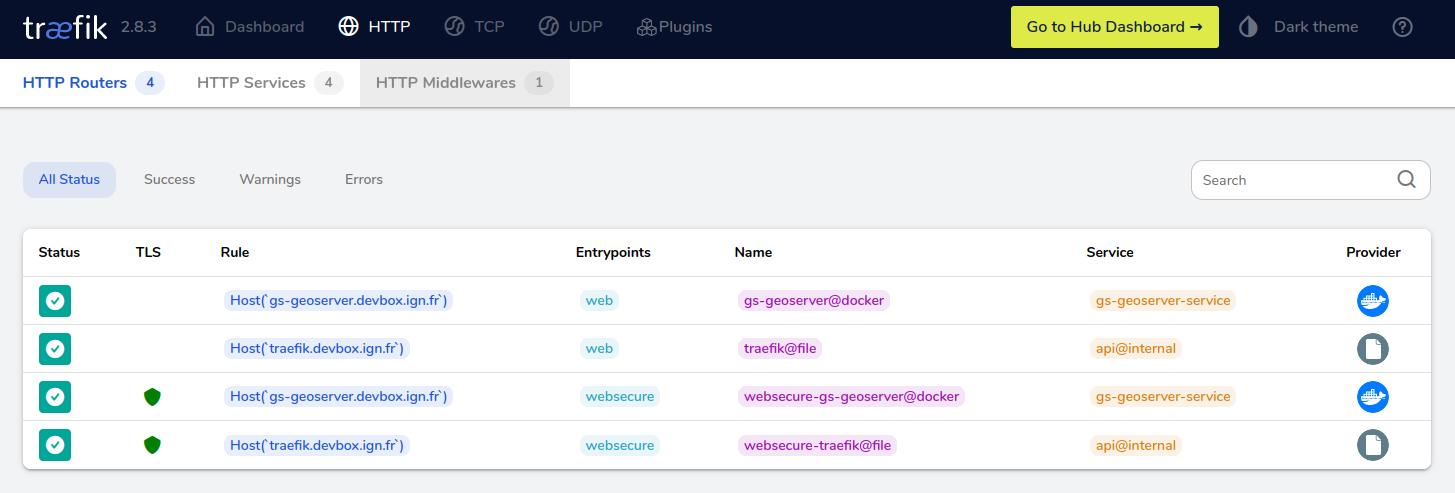 træfik 2.8.3 Dashboard HTTP TCP UDP Plugins Go to Hub Dashboard → Dark theme ?
HTTP Routers 4 HTTP Services 4 HTTP Middlewares 1
All Status Success Warnings Errors Search
Status TLS Rule Entrypoints Name Service Provider
Host(`gs-geoserver.devbox.ign.fr`) web gs-geoserver@docker gs-geoserver-service
Host(`traefik.devbox.ign.fr`) web traefik@file api@internal
Host(`gs-geoserver.devbox.ign.fr`) websecure websecure-gs-geoserver@docker gs-geoserver-service
Host(`traefik.devbox.ign.fr`) websecure websecure-traefik@file api@internal